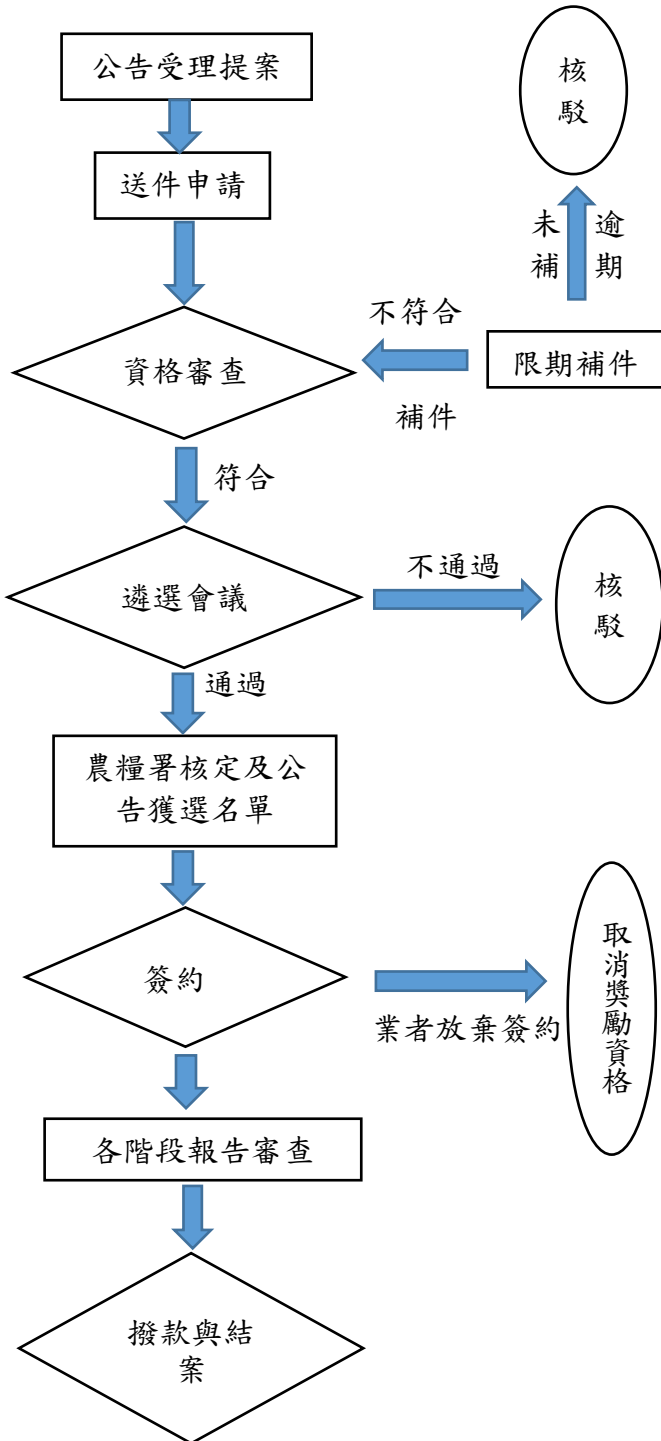 公告受理提案
核
駁
送件申請
未 逾
補 期
不符合
資格審查
限期補件
補件
符合
不通過
遴選會議
核
駁
通過
農糧署核定及公
告獲選名單
簽約
取消獎勵資格
業者放棄簽約
各階段報告審查
撥款與結
案